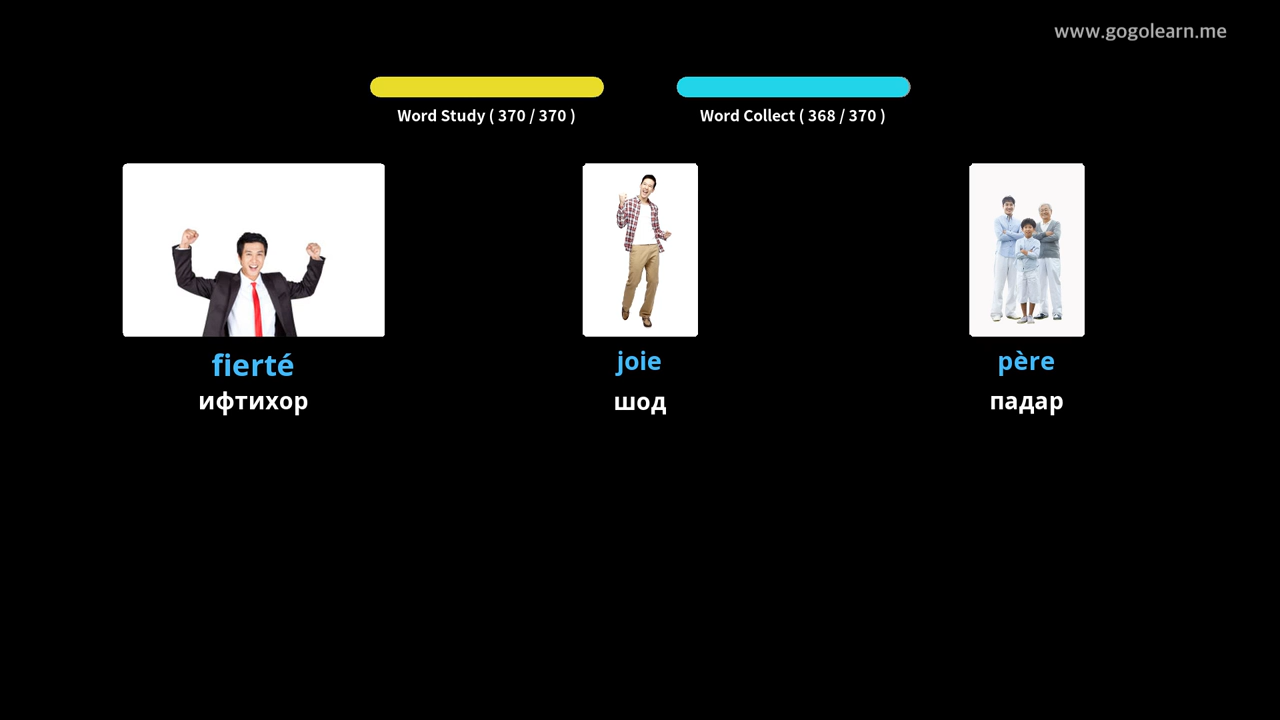 www.gogolearn.me
Word Study ( 370 / 370 )
Word Collect ( 368 / 370 )
fierté
joie
père
ифтихор
шод
падар